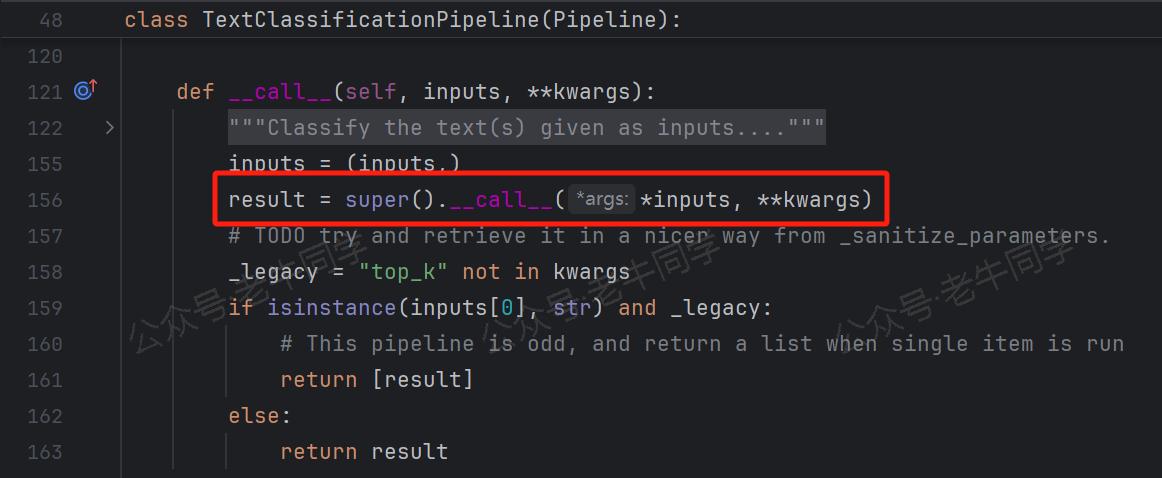 48 class TextClassificationPipeline(Pipeline):
120
121 def __call__(self, inputs, **kwargs):
122 """Classify the text(s) given as inputs...."""
155 inputs = (inputs,)
156 result = super().__call__(*args: *inputs, **kwargs)
157 # TODO try and retrieve it in a nicer way from _sanitize_parameters.
158 _legacy = "top_k" not in kwargs
159 if isinstance(inputs[0], str) and _legacy:
160 # This pipeline is odd, and return a list when single item is run
161 return [result]
162 else:
163 return result
公众号·老牛同学
公众号·老牛同学
公众号·老牛同学